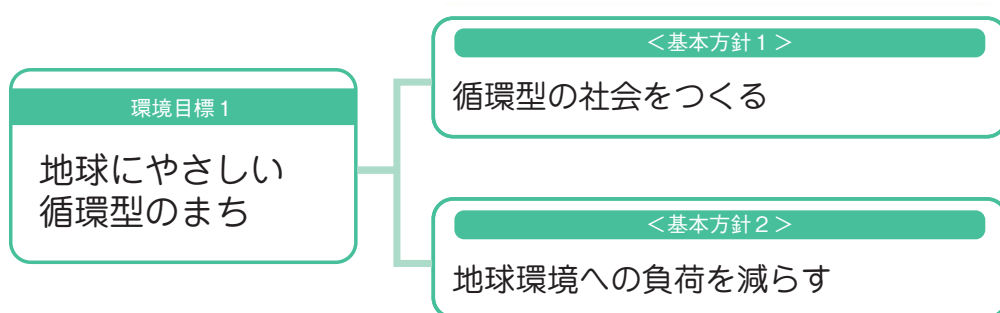 環境目標1
地球にやさしい
循環型のまち
＜基本方針1＞
循環型の社会をつくる
＜基本方針2＞
地球環境への負荷を減らす